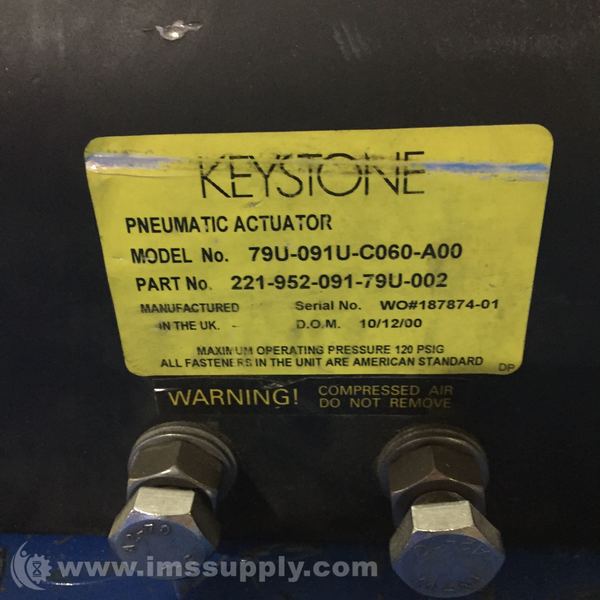 KEYSTONE
PNEUMATIC ACTUATOR
MODEL No. 79U-091U-C060-A00
PART No. 221-952-091-79U-002
MANUFACTURED Serial No. WO#187874-01
IN THE UK. D.O.M. 10/12/00
MAXIMUM OPERATING PRESSURE 120 PSIG
ALL FASTENERS IN THE UNIT ARE AMERICAN STANDARD
DP
WARNING! COMPRESSED AIR
DO NOT REMOVE
www.imssupply.com